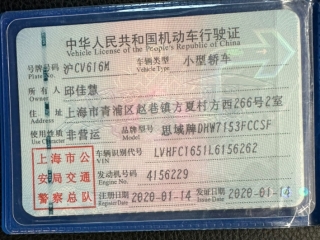 中华人民共和国机动车行驶证
Vehicle License of the People's Republic of China
号牌号码 沪CV616M 车辆类型 小型轿车
Plate No. Vehicle Type
所有人 邱佳慧
Owner
住址 上海市青浦区赵巷镇方夏村方西266号2室
Address
使用性质 非营运 品牌型号 思域牌DHW7153FCCSF
Use Character Model
上海市公 车辆识别代号 LVHFC1651L6156262
VIN
安局交通 发动机号码 4156229
Engine No.
警察总队 注册日期 2020-01-14 发证日期 2020-01-14
Register Date Issue Date